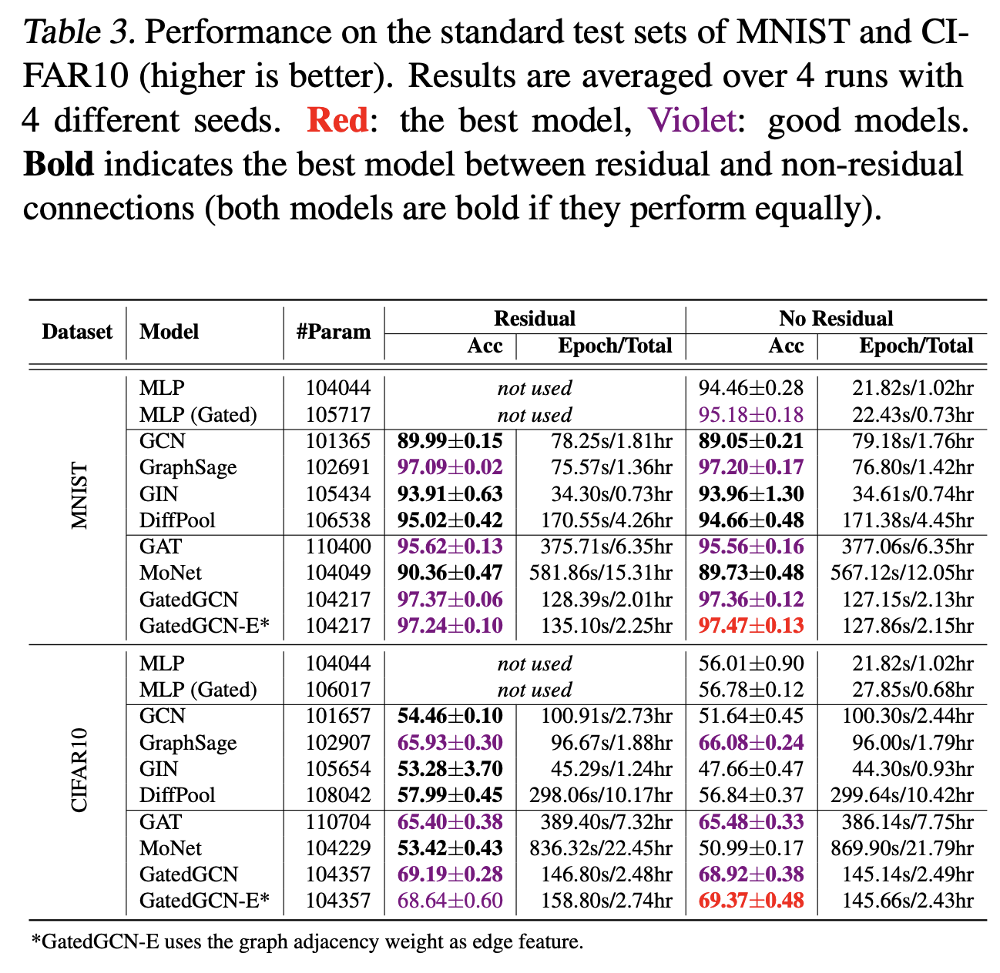 Table 3. Performance on the standard test sets of MNIST and CI-
FAR10 (higher is better). Results are averaged over 4 runs with
4 different seeds. Red: the best model, Violet: good models.
Bold indicates the best model between residual and non-residual
connections (both models are bold if they perform equally).
Dataset Model #Param Residual No Residual
Acc Epoch/Total Acc Epoch/Total
MNIST
MLP 104044 not used 94.46±0.28 21.82s/1.02hr
MLP (Gated) 105717 not used 95.18±0.18 22.43s/0.73hr
GCN 101365 89.99±0.15 78.25s/1.81hr 89.05±0.21 79.18s/1.76hr
GraphSage 102691 97.09±0.02 75.57s/1.36hr 97.20±0.17 76.80s/1.42hr
GIN 105434 93.91±0.63 34.30s/0.73hr 93.96±1.30 34.61s/0.74hr
DiffPool 106538 95.02±0.42 170.55s/4.26hr 94.66±0.48 171.38s/4.45hr
GAT 110400 95.62±0.13 375.71s/6.35hr 95.56±0.16 377.06s/6.35hr
MoNet 104049 90.36±0.47 581.86s/15.31hr 89.73±0.48 567.12s/12.05hr
GatedGCN 104217 97.37±0.06 128.39s/2.01hr 97.36±0.12 127.15s/2.13hr
GatedGCN-E* 104217 97.24±0.10 135.10s/2.25hr 97.47±0.13 127.86s/2.15hr
CIFAR10
MLP 104044 not used 56.01±0.90 21.82s/1.02hr
MLP (Gated) 106017 not used 56.78±0.12 27.85s/0.68hr
GCN 101657 54.46±0.10 100.91s/2.73hr 51.64±0.45 100.30s/2.44hr
GraphSage 102907 65.93±0.30 96.67s/1.88hr 66.08±0.24 96.00s/1.79hr
GIN 105654 53.28±3.70 45.29s/1.24hr 47.66±0.47 44.30s/0.93hr
DiffPool 108042 57.99±0.45 298.06s/10.17hr 56.84±0.37 299.64s/10.42hr
GAT 110704 65.40±0.38 389.40s/7.32hr 65.48±0.33 386.14s/7.75hr
MoNet 104229 53.42±0.43 836.32s/22.45hr 50.99±0.17 869.90s/21.79hr
GatedGCN 104357 69.19±0.28 146.80s/2.48hr 68.92±0.38 145.14s/2.49hr
GatedGCN-E* 104357 68.64±0.60 158.80s/2.74hr 69.37±0.48 145.66s/2.43hr
*GatedGCN-E uses the graph adjacency weight as edge feature.